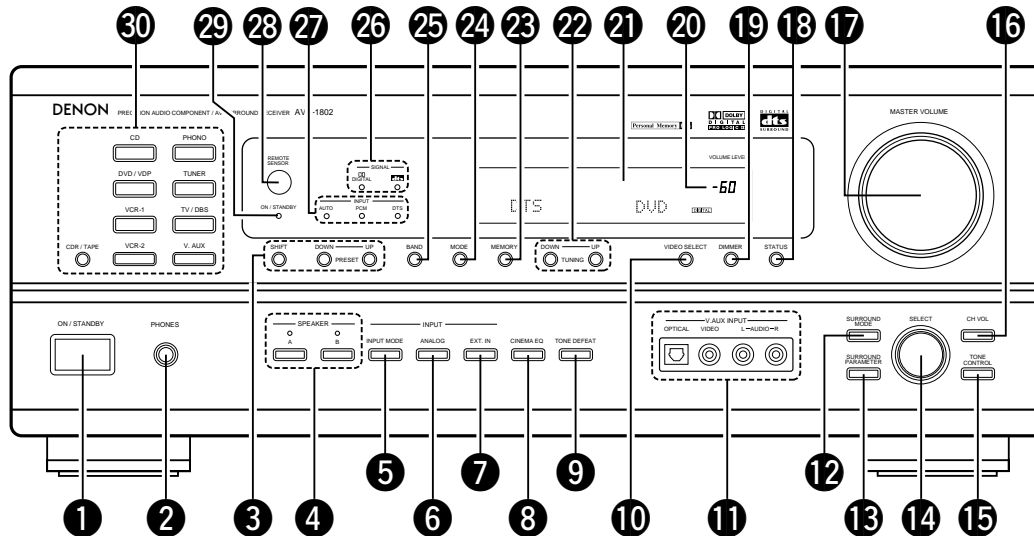 30 29 28 27 26 25 24 23 22 21 20 19 18 17 16
DENON PRECISION AUDIO COMPONENT / AV SURROUND RECEIVER
Personal Memory
DOLBY DIGITAL PRO LOGIC II
DIGITAL dts SURROUND
MASTER VOLUME
CD PHONO
REMOTE SENSOR
SIGNAL
DIGITAL dts
VOLUME LEVEL
-60
DVD / VDP TUNER
ON / STANDBY
INPUT
AUTO PCM DTS
DTS DVD DIGITAL
VCR-1 TV / DBS
CDR / TAPE VCR-2 V. AUX
SHIFT DOWN UP
PRESET
BAND MODE MEMORY
DOWN UP
TUNING
VIDEO SELECT DIMMER STATUS
ON / STANDBY PHONES
SPEAKER
A B
INPUT
INPUT MODE ANALOG EXT. IN
CINEMA EQ TONE DEFEAT
V.AUX INPUT
OPTICAL VIDEO L-AUDIO-R
SURROUND MODE
SELECT
CH VOL
SURROUND PARAMETER
TONE CONTROL
1 2 3 4 5 6 7 8 9 10 11 12 13 14 15